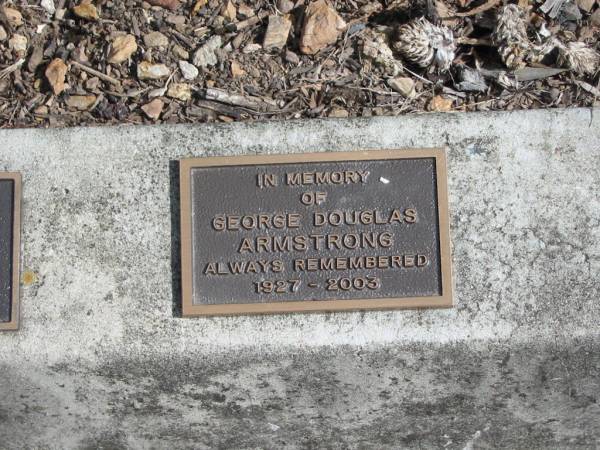 IN MEMORY
OF
GEORGE DOUGLAS
ARMSTRONG
ALWAYS REMEMBERED
1927 - 2003